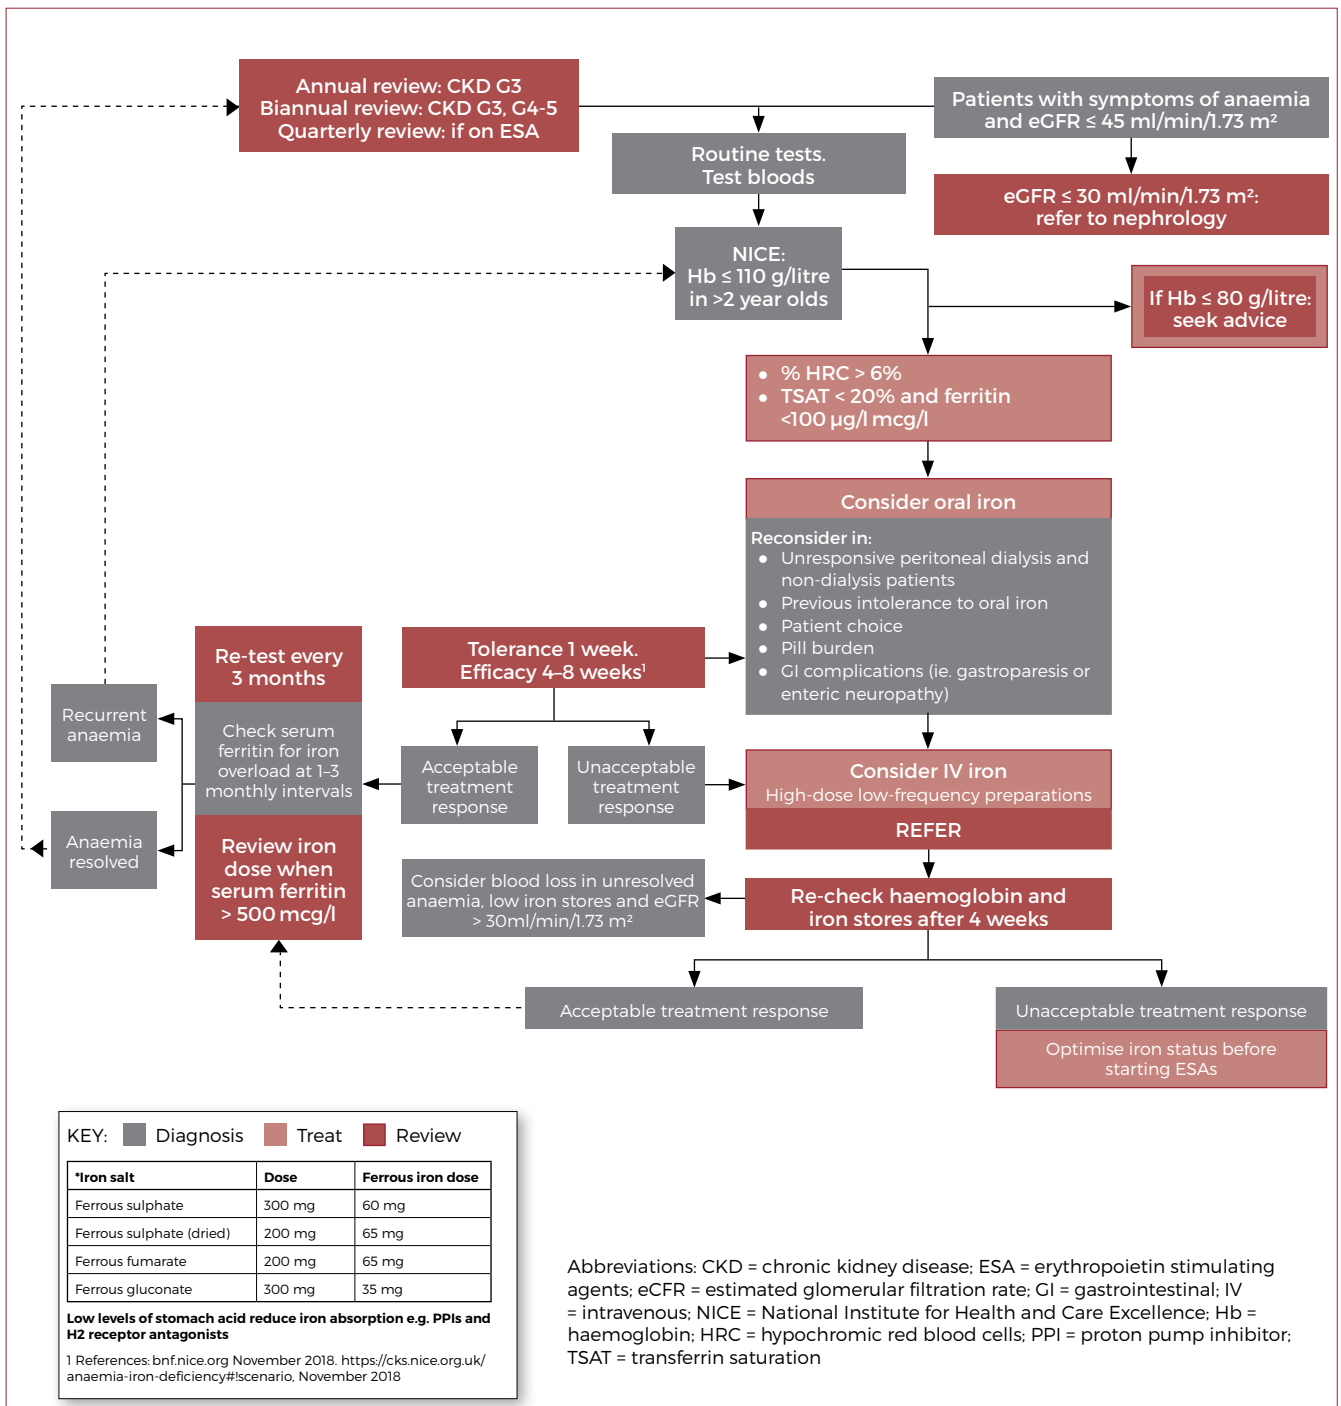 Annual review: CKD G3
Biannual review: CKD G3, G4-5
Quarterly review: if on ESA
Patients with symptoms of anaemia
and eGFR ≤ 45 ml/min/1.73 m²
Routine tests.
Test bloods
eGFR ≤ 30 ml/min/1.73 m²:
refer to nephrology
NICE:
Hb ≤ 110 g/litre
in >2 year olds
If Hb ≤ 80 g/litre:
seek advice
● % HRC > 6%
● TSAT < 20% and ferritin
<100 µg/l mcg/l
Consider oral iron
Reconsider in:
● Unresponsive peritoneal dialysis and
non-dialysis patients
● Previous intolerance to oral iron
● Patient choice
● Pill burden
● GI complications (ie. gastroparesis or
enteric neuropathy)
Tolerance 1 week.
Efficacy 4–8 weeks¹
Re-test every
3 months
Check serum
ferritin for iron
overload at 1–3
monthly intervals
Review iron
dose when
serum ferritin
> 500 mcg/l
Recurrent
anaemia
Anaemia
resolved
Acceptable
treatment
response
Unacceptable
treatment
response
Consider IV iron
High-dose low-frequency preparations
REFER
Consider blood loss in unresolved
anaemia, low iron stores and eGFR
> 30ml/min/1.73 m²
Re-check haemoglobin and
iron stores after 4 weeks
Acceptable treatment response
Unacceptable treatment response
Optimise iron status before
starting ESAs
KEY: Diagnosis Treat Review
*Iron salt Dose Ferrous iron dose
Ferrous sulphate 300 mg 60 mg
Ferrous sulphate (dried) 200 mg 65 mg
Ferrous fumarate 200 mg 65 mg
Ferrous gluconate 300 mg 35 mg
Low levels of stomach acid reduce iron absorption e.g. PPIs and
H2 receptor antagonists
1 References: bnf.nice.org November 2018. https://cks.nice.org.uk/
anaemia-iron-deficiency#!scenario, November 2018
Abbreviations: CKD = chronic kidney disease; ESA = erythropoietin stimulating
agents; eCFR = estimated glomerular filtration rate; GI = gastrointestinal; IV
= intravenous; NICE = National Institute for Health and Care Excellence; Hb =
haemoglobin; HRC = hypochromic red blood cells; PPI = proton pump inhibitor;
TSAT = transferrin saturation